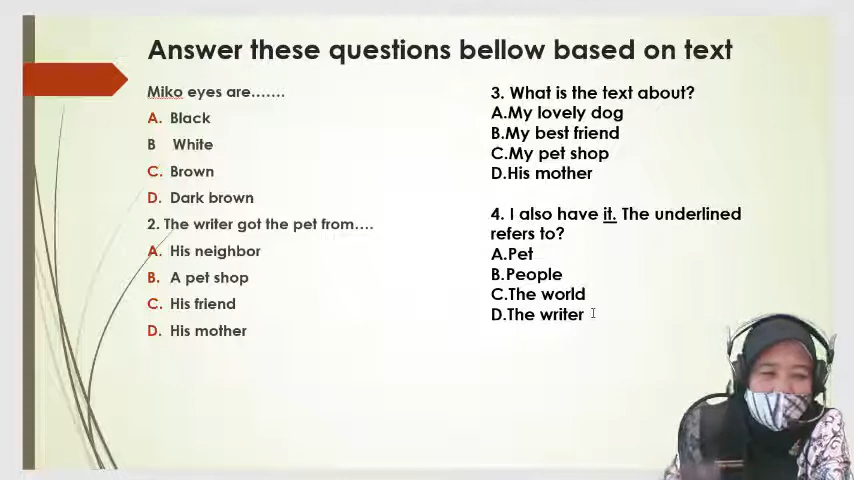 Answer these questions bellow based on text
Miko eyes are.......
A. Black
B White
C. Brown
D. Dark brown
2. The writer got the pet from....
A. His neighbor
B. A pet shop
C. His friend
D. His mother
3. What is the text about?
A.My lovely dog
B.My best friend
C.My pet shop
D.His mother
4. I also have it. The underlined
refers to?
A.Pet
B.People
C.The world
D.The writer